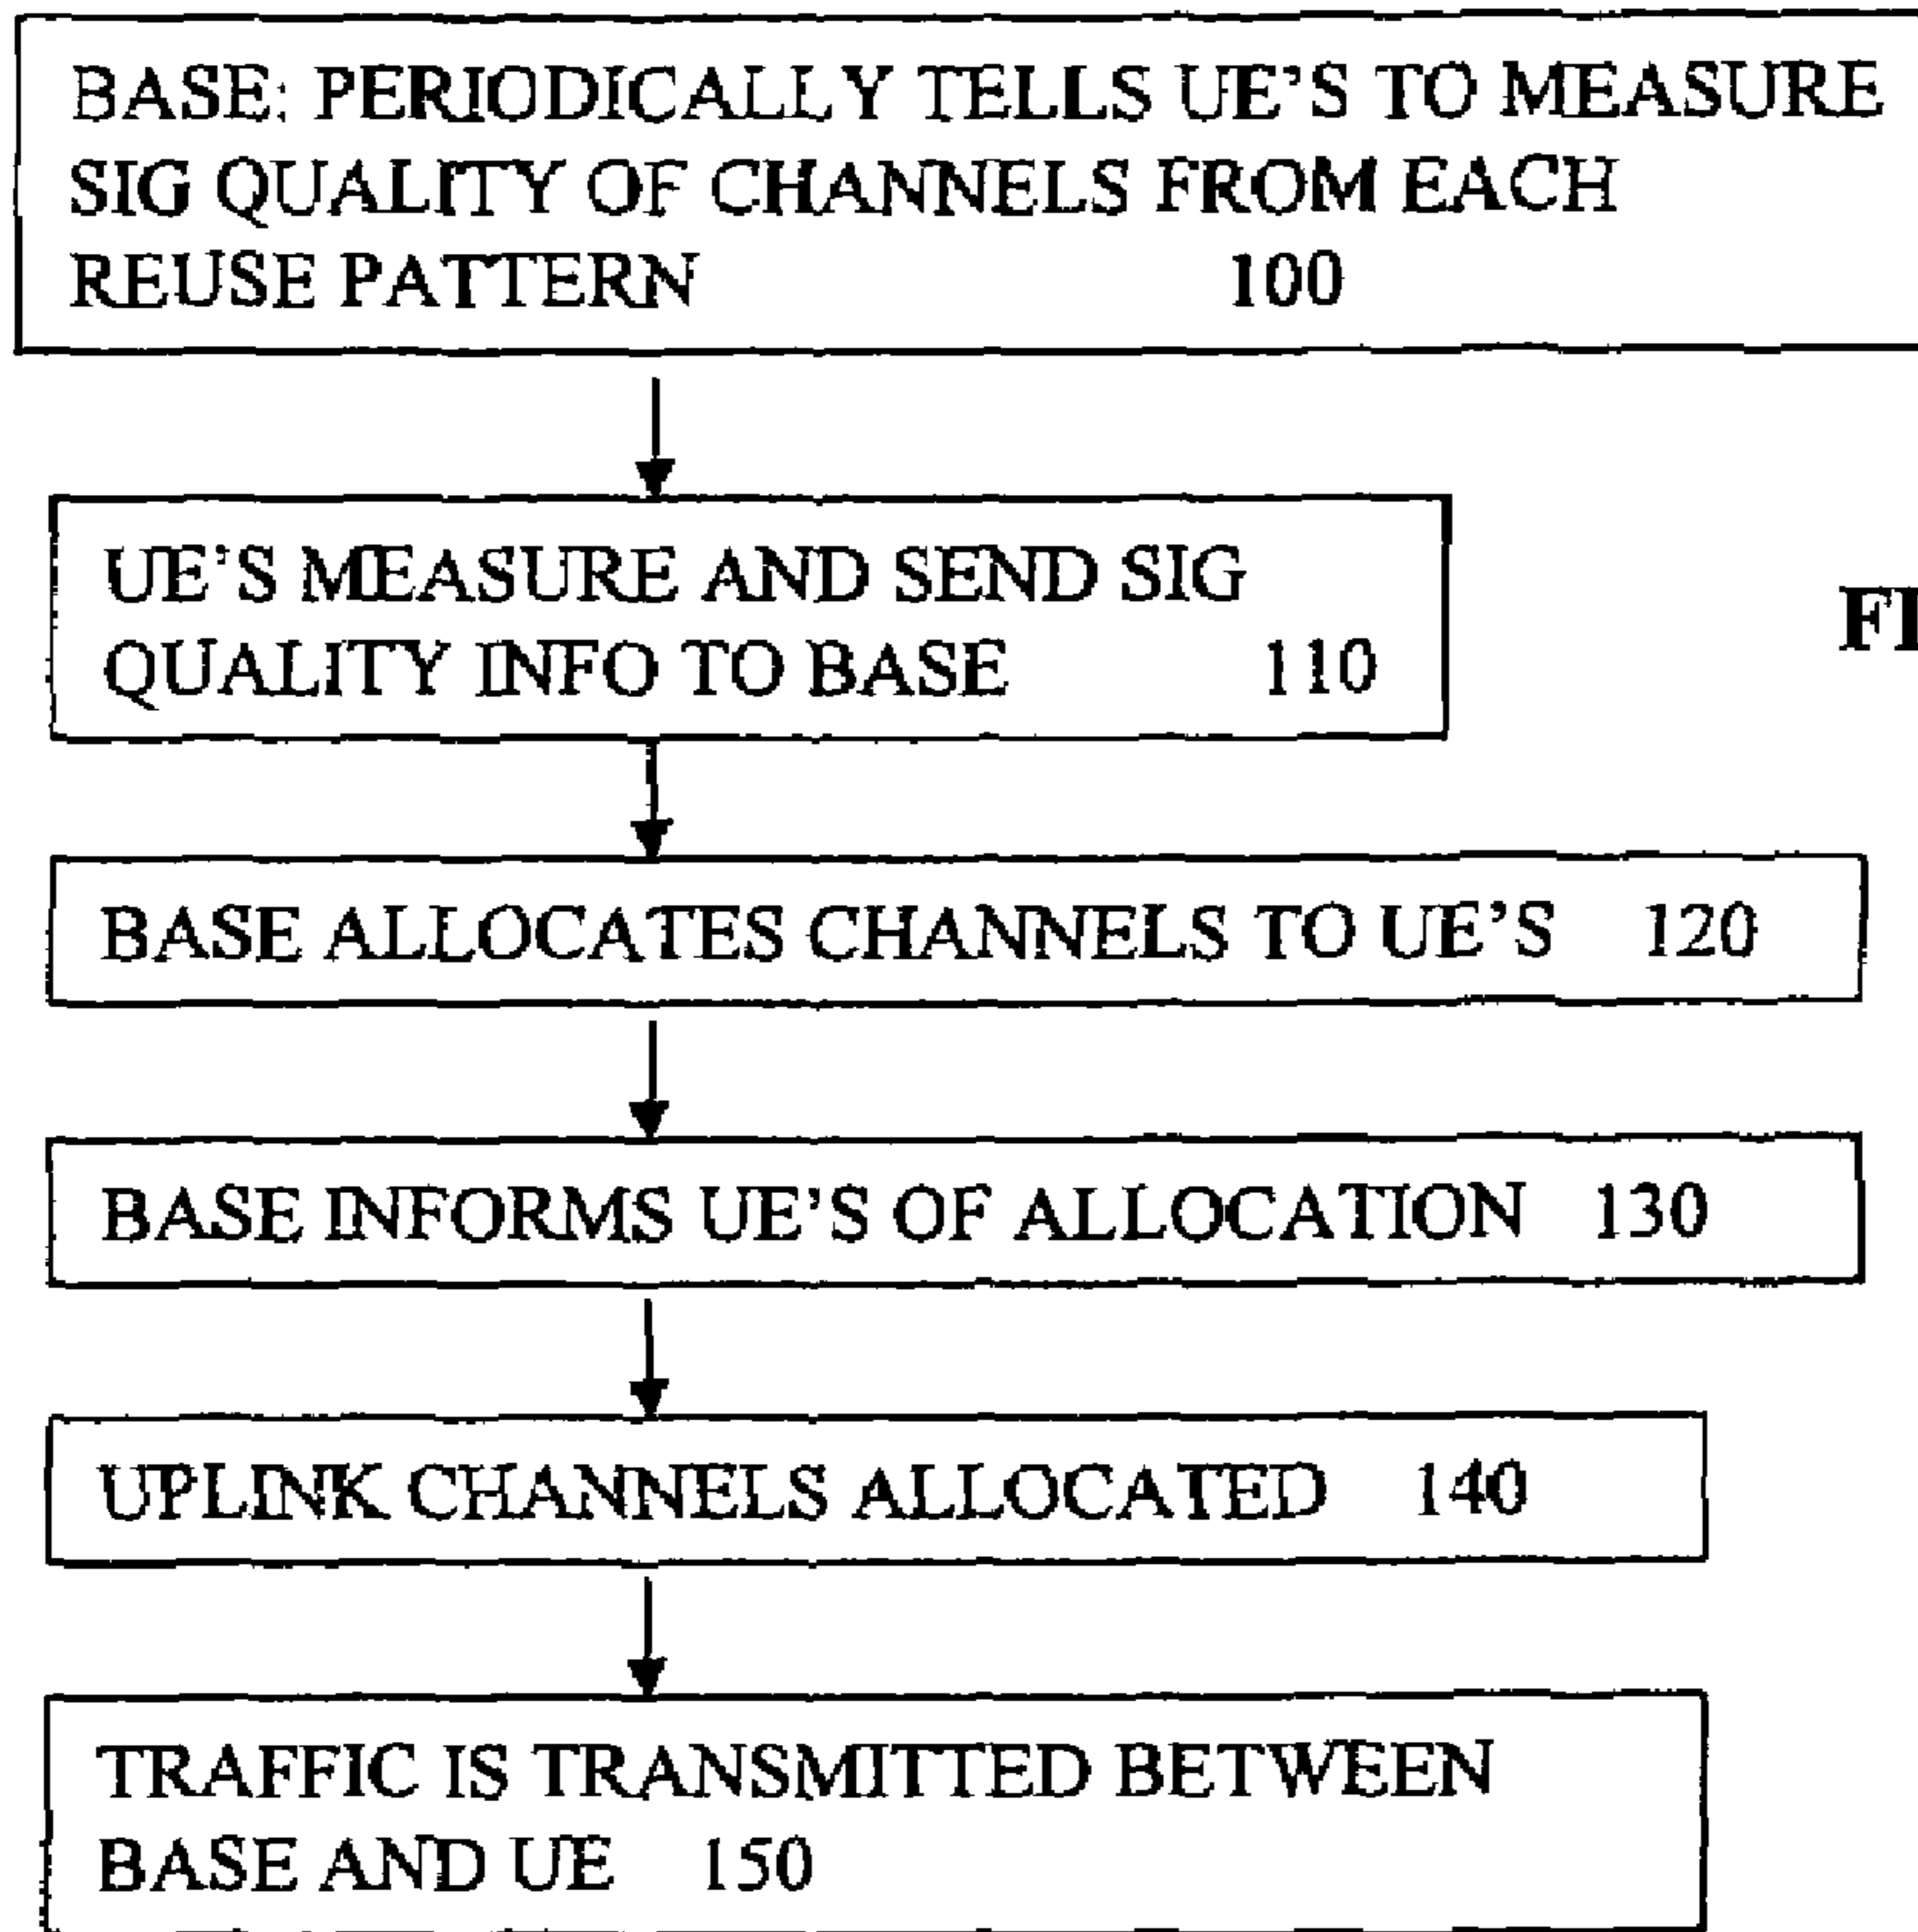 BASE: PERIODICALLY TELLS UE'S TO MEASURE
SIG QUALITY OF CHANNELS FROM EACH
REUSE PATTERN 100
UE'S MEASURE AND SEND SIG
QUALITY INFO TO BASE 110
BASE ALLOCATES CHANNELS TO UE'S 120
BASE INFORMS UE'S OF ALLOCATION 130
UPLINK CHANNELS ALLOCATED 140
TRAFFIC IS TRANSMITTED BETWEEN
BASE AND UE 150